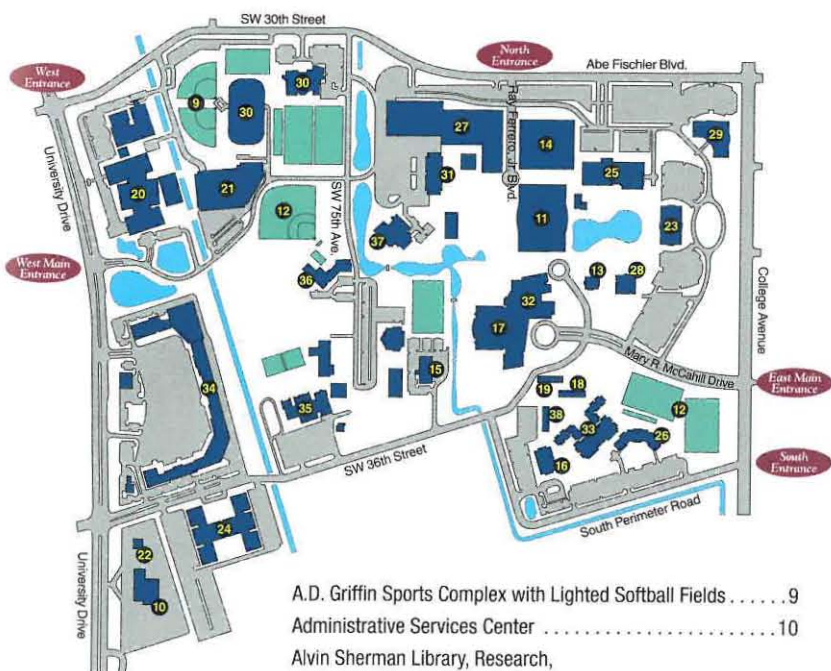 SW 30th Street
North
Entrance
West
Entrance
Abe Fischler Blvd.
30
9
30
27
14
29
Ray Ferrero, Jr. Blvd.
University Drive
31
25
20
21
12
SW 75th Ave.
11
23
37
West Main
Entrance
36
13
28
College Avenue
32
17
Mary R. McCahill Drive
15
East Main
Entrance
34
19
18
12
35
38
33
26
SW 36th Street
16
South
Entrance
South Perimeter Road
24
22
10
University Drive
A.D. Griffin Sports Complex with Lighted Softball Fields . . . . . . 9
Administrative Services Center . . . . . . . . . . . . . . . . . . . . . . 10
Alvin Sherman Library, Research,